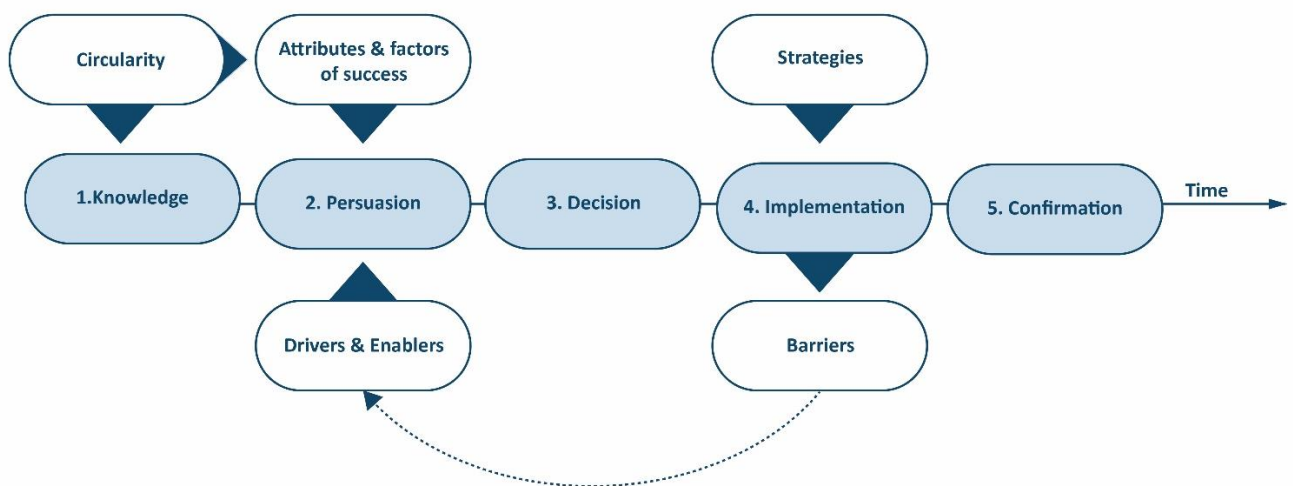 Circularity
Attributes & factors
of success
Strategies
1.Knowledge
2. Persuasion
3. Decision
4. Implementation
5. Confirmation
Time
Drivers & Enablers
Barriers